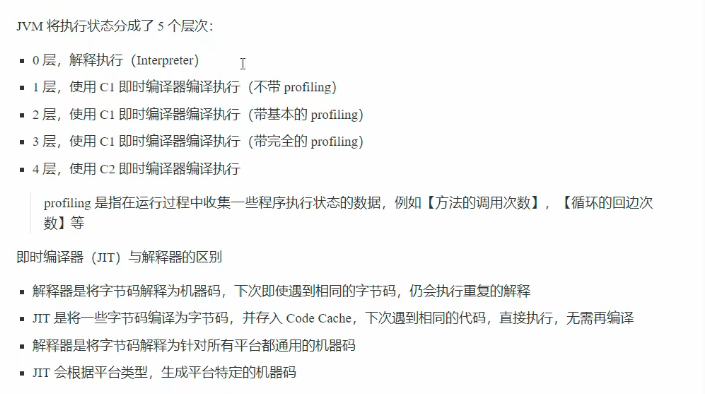 JVM 将执行状态分成了 5 个层次：
▪ 0 层，解释执行（Interpreter）
▪ 1 层，使用 C1 即时编译器编译执行（不带 profiling）
▪ 2 层，使用 C1 即时编译器编译执行（带基本的 profiling）
▪ 3 层，使用 C1 即时编译器编译执行（带完全的 profiling）
▪ 4 层，使用 C2 即时编译器编译执行
profiling 是指在运行过程中收集一些程序执行状态的数据，例如【方法的调用次数】，【循环的回边次
数】等
即时编译器（JIT）与解释器的区别
▪ 解释器是将字节码解释为机器码，下次即使遇到相同的字节码，仍会执行重复的解释
▪ JIT 是将一些字节码编译为字节码，并存入 Code Cache，下次遇到相同的代码，直接执行，无需再编译
▪ 解释器是将字节码解释为针对所有平台都通用的机器码
▪ JIT 会根据平台类型，生成平台特定的机器码